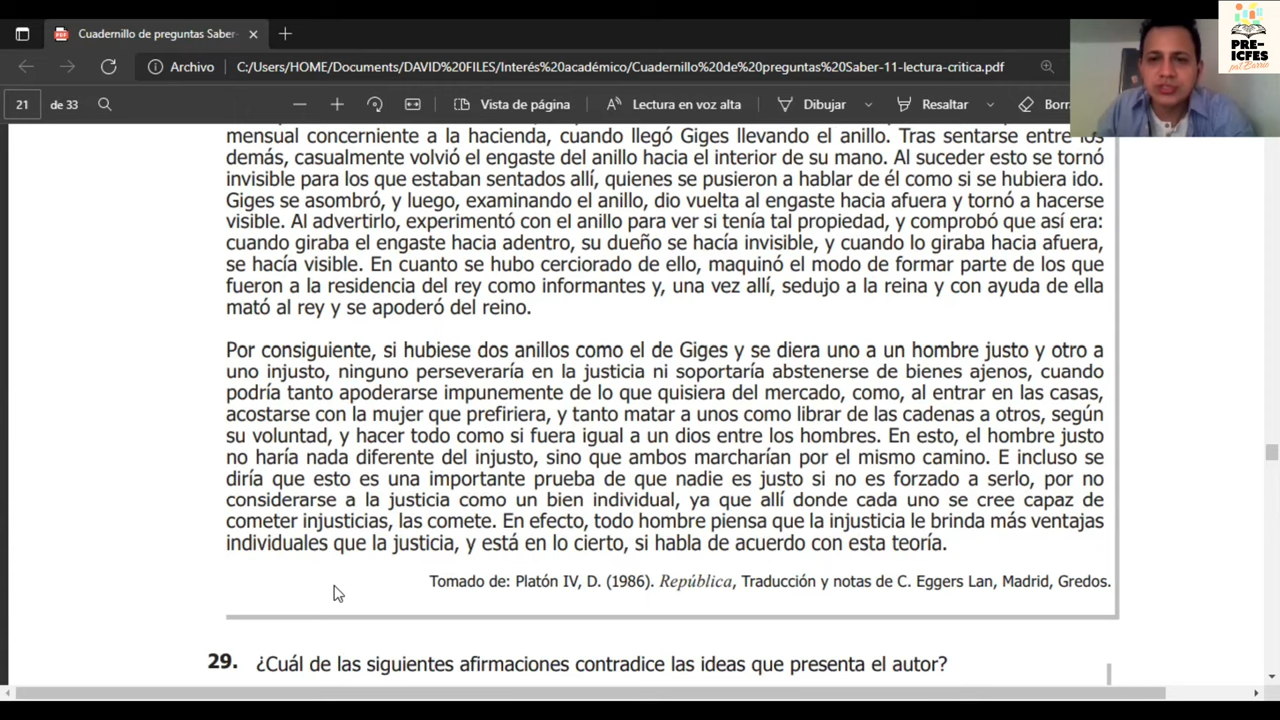 Cuadernillo de preguntas Saber-
Archivo
C:/Users/HOME/Documents/DAVID%20FILES/Interés%20académico/Cuadernillo%20de%20preguntas%20Saber-11-lectura-critica.pdf
PRE-
ICFES
pal Barrio
21 de 33
Vista de página
Lectura en voz alta
Dibujar
Resaltar
Borra
mensual concerniente a la hacienda, cuando llegó Giges llevando el anillo. Tras sentarse entre los
demás, casualmente volvió el engaste del anillo hacia el interior de su mano. Al suceder esto se tornó
invisible para los que estaban sentados allí, quienes se pusieron a hablar de él como si se hubiera ido.
Giges se asombró, y luego, examinando el anillo, dio vuelta al engaste hacia afuera y tornó a hacerse
visible. Al advertirlo, experimentó con el anillo para ver si tenía tal propiedad, y comprobó que así era:
cuando giraba el engaste hacia adentro, su dueño se hacía invisible, y cuando lo giraba hacia afuera,
se hacía visible. En cuanto se hubo cerciorado de ello, maquinó el modo de formar parte de los que
fueron a la residencia del rey como informantes y, una vez allí, sedujo a la reina y con ayuda de ella
mató al rey y se apoderó del reino.
Por consiguiente, si hubiese dos anillos como el de Giges y se diera uno a un hombre justo y otro a
uno injusto, ninguno perseveraría en la justicia ni soportaría abstenerse de bienes ajenos, cuando
podría tanto apoderarse impunemente de lo que quisiera del mercado, como, al entrar en las casas,
acostarse con la mujer que prefiriera, y tanto matar a unos como librar de las cadenas a otros, según
su voluntad, y hacer todo como si fuera igual a un dios entre los hombres. En esto, el hombre justo
no haría nada diferente del injusto, sino que ambos marcharían por el mismo camino. E incluso se
diría que esto es una importante prueba de que nadie es justo si no es forzado a serlo, por no
considerarse a la justicia como un bien individual, ya que allí donde cada uno se cree capaz de
cometer injusticias, las comete. En efecto, todo hombre piensa que la injusticia le brinda más ventajas
individuales que la justicia, y está en lo cierto, si habla de acuerdo con esta teoría.
Tomado de: Platón IV, D. (1986). República, Traducción y notas de C. Eggers Lan, Madrid, Gredos.
29. ¿Cuál de las siguientes afirmaciones contradice las ideas que presenta el autor?